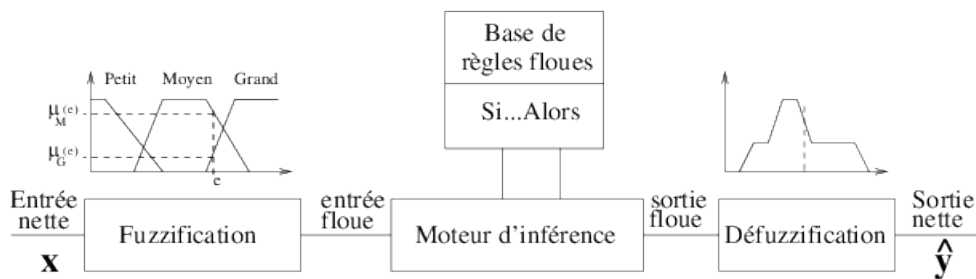 Base de
règles floues
Si...Alors
Petit Moyen Grand
μM(e)
μG(e)
e
Entrée
nette
x
Fuzzification
entrée
floue
Moteur d'inférence
sortie
floue
Défuzzification
Sortie
nette
ŷ